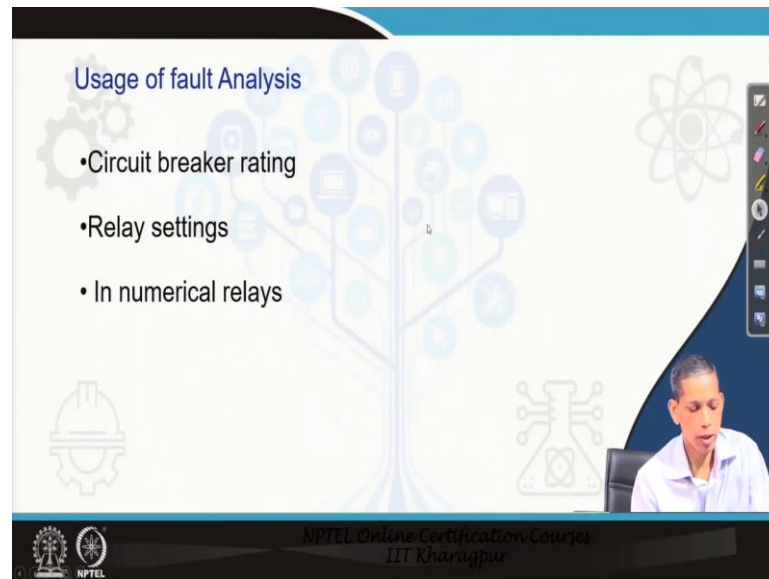 Usage of fault Analysis
•Circuit breaker rating
•Relay settings
• In numerical relays
NPTEL Online Certification Courses
IIT Kharagpur
NPTEL